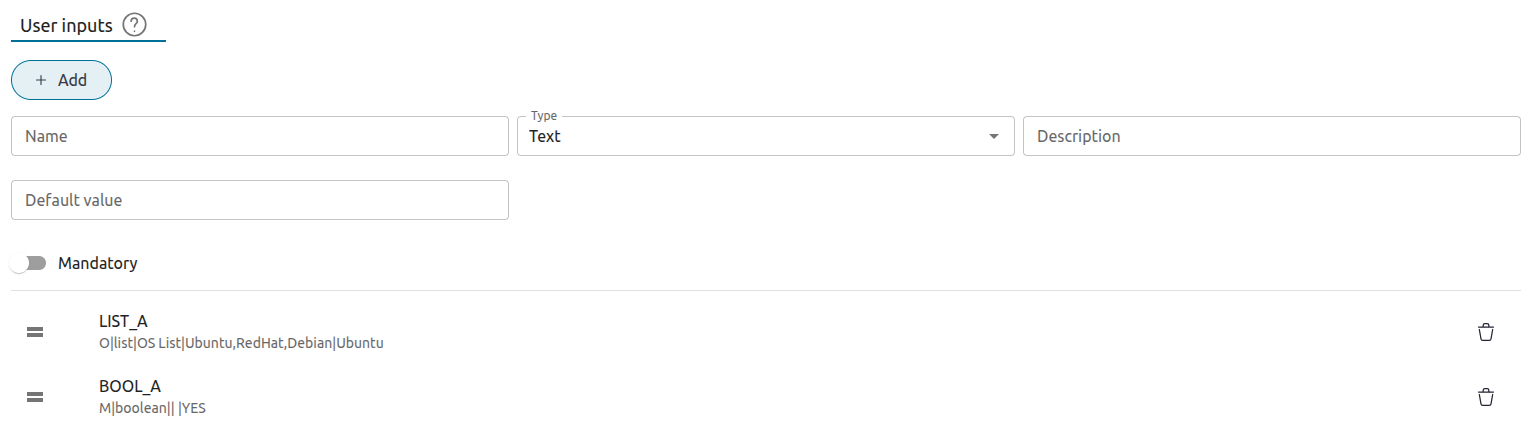 User inputs ?
+ Add
Name
Type
Text
Description
Default value
Mandatory
LIST_A
O|list|OS List|Ubuntu,RedHat,Debian|Ubuntu
BOOL_A
M|boolean|| |YES